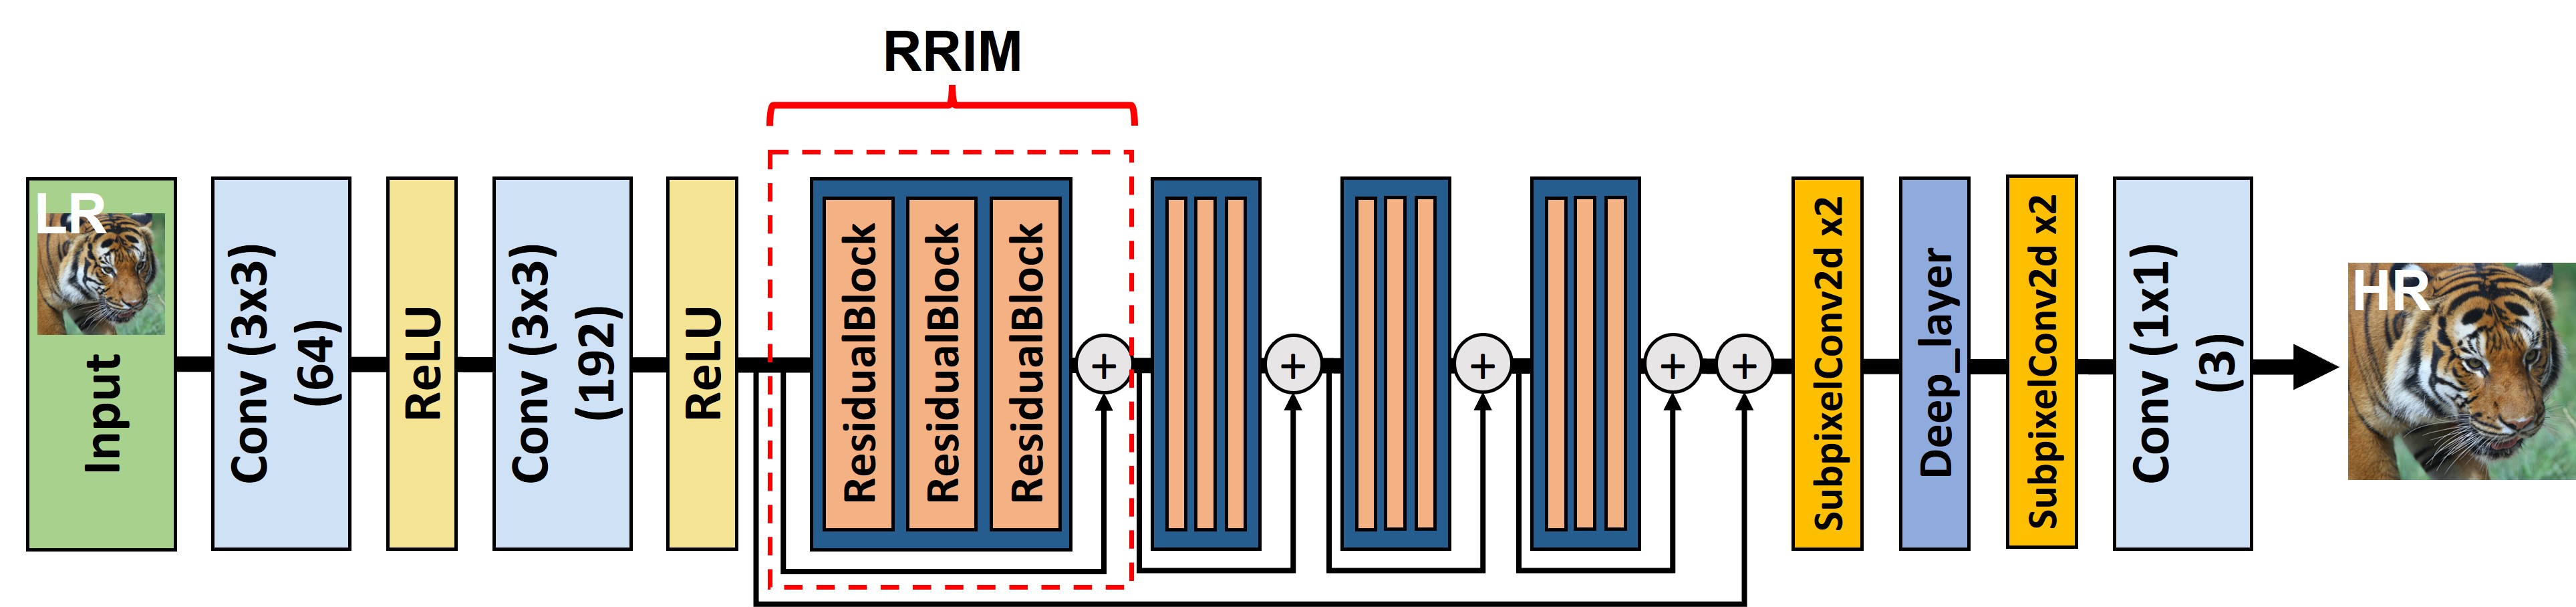 RRIM
LR
Input
Conv (3x3)
(64)
ReLU
Conv (3x3)
(192)
ReLU
ResidualBlock
ResidualBlock
ResidualBlock
+
+
+
+
+
SubpixelConv2d x2
Deep_layer
SubpixelConv2d x2
Conv (1x1)
(3)
HR